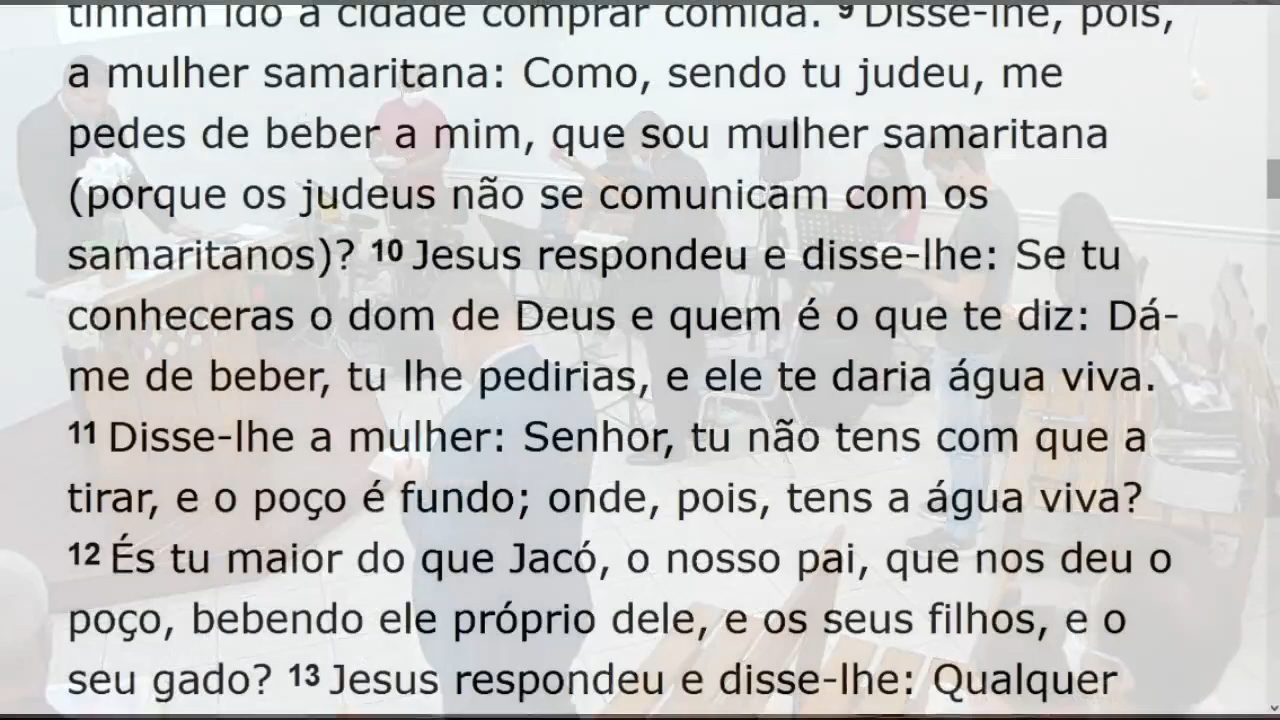 tinham ido à cidade comprar comida. 9 Disse-lhe, pois,
a mulher samaritana: Como, sendo tu judeu, me
pedes de beber a mim, que sou mulher samaritana
(porque os judeus não se comunicam com os
samaritanos)? 10 Jesus respondeu e disse-lhe: Se tu
conheceras o dom de Deus e quem é o que te diz: Dá-
me de beber, tu lhe pedirias, e ele te daria água viva.
11 Disse-lhe a mulher: Senhor, tu não tens com que a
tirar, e o poço é fundo; onde, pois, tens a água viva?
12 És tu maior do que Jacó, o nosso pai, que nos deu o
poço, bebendo ele próprio dele, e os seus filhos, e o
seu gado? 13 Jesus respondeu e disse-lhe: Qualquer